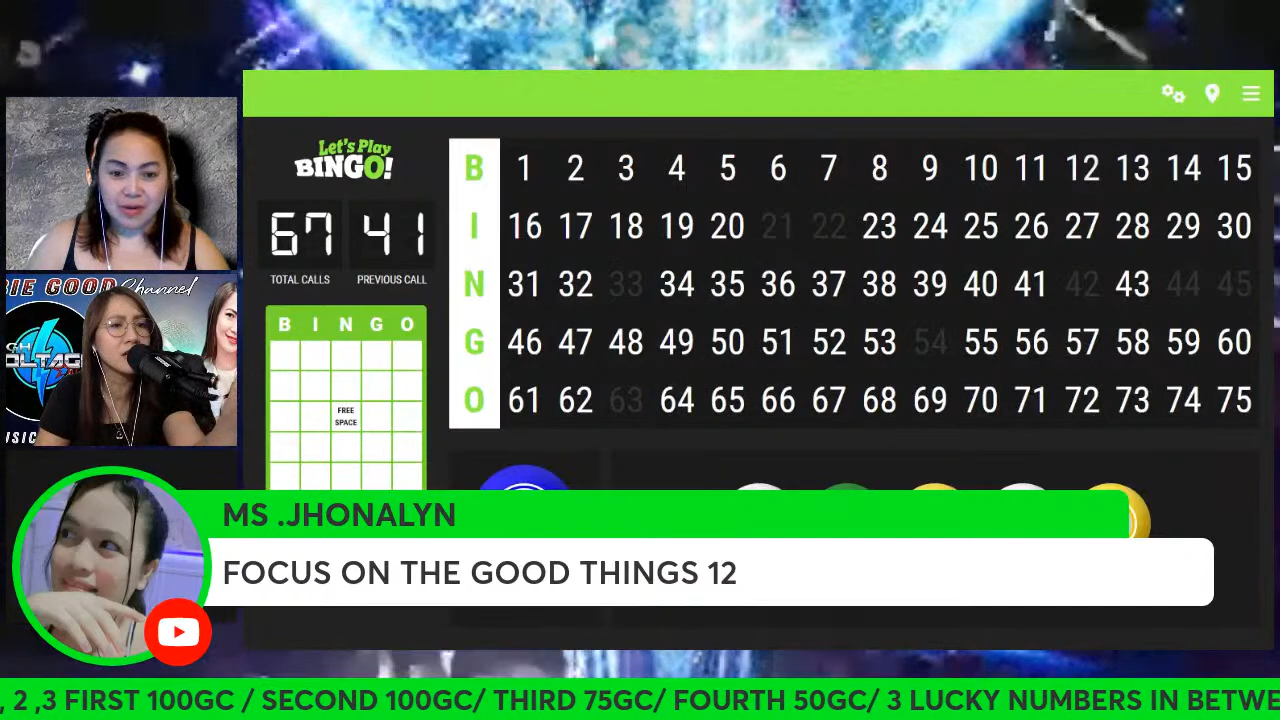 Let's Play
BINGO!
67 41
TOTAL CALLS PREVIOUS CALL
B I N G O
FREE
SPACE
B 1 2 3 4 5 6 7 8 9 10 11 12 13 14 15
I 16 17 18 19 20 21 22 23 24 25 26 27 28 29 30
N 31 32 33 34 35 36 37 38 39 40 41 42 43 44 45
G 46 47 48 49 50 51 52 53 54 55 56 57 58 59 60
O 61 62 63 64 65 66 67 68 69 70 71 72 73 74 75
BIE GOOD Channel
GH
OLTAG
MS .JHONALYN
FOCUS ON THE GOOD THINGS 12
, 2 ,3 FIRST 100GC / SECOND 100GC/ THIRD 75GC/ FOURTH 50GC/ 3 LUCKY NUMBERS IN BETWE